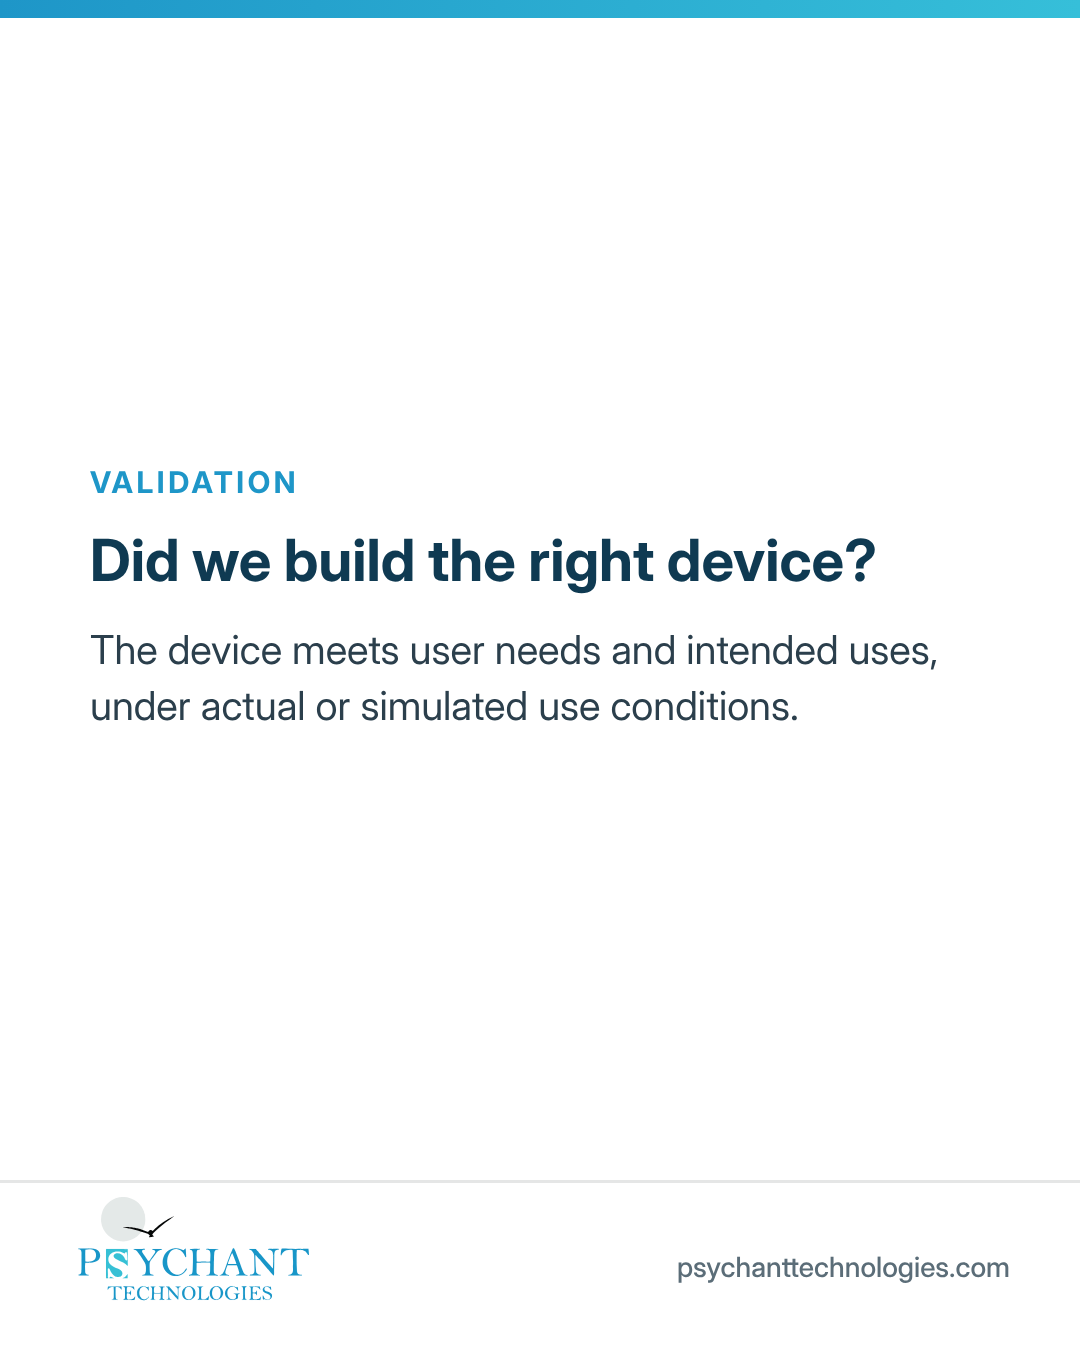 VALIDATION
Did we build the right device?
The device meets user needs and intended uses,
under actual or simulated use conditions.
PSYCHANT
TECHNOLOGIES
psychanttechnologies.com